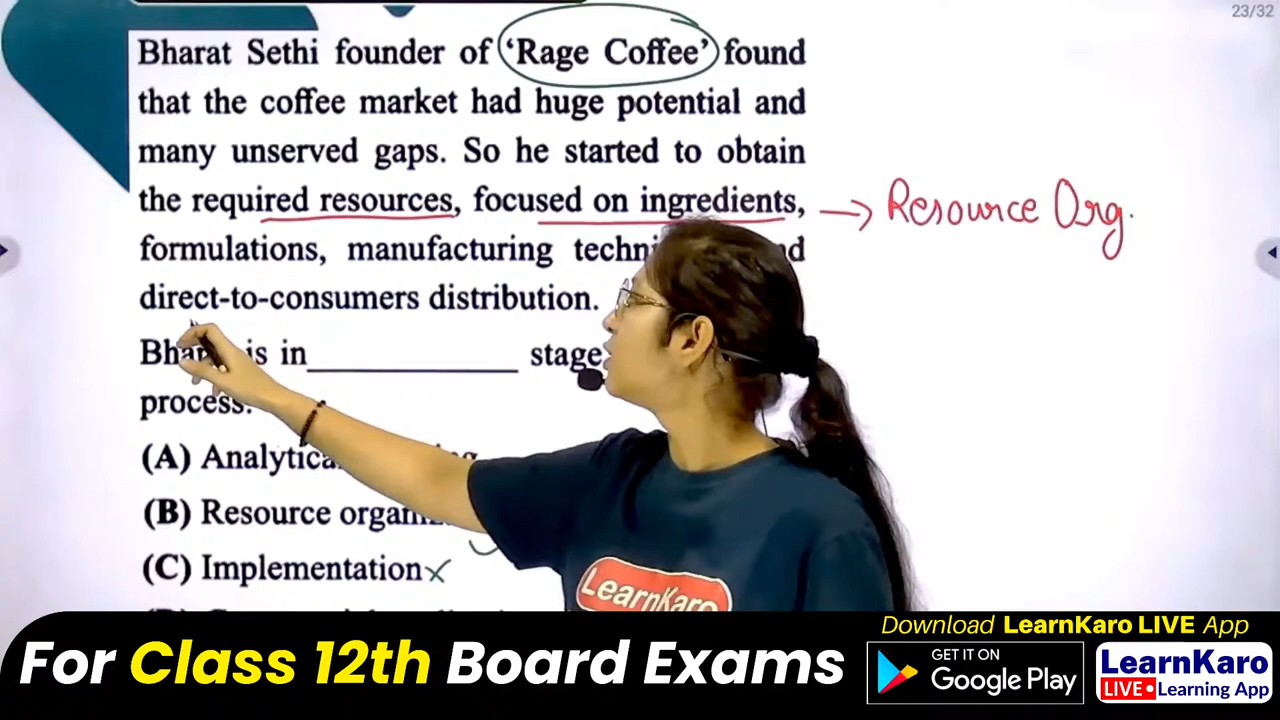 23/32
Bharat Sethi founder of ‘Rage Coffee’ found
that the coffee market had huge potential and
many unserved gaps. So he started to obtain
the required resources, focused on ingredients,
→ Resource Org.
formulations, manufacturing
direct-to-consumers distribution.
is in__________ stage
process.
(A)
(B) Resource
(C) Implementation ×
LearnKaro
For Class 12th Board Exams
Download LearnKaro LIVE App
GET IT ON
Google Play
LearnKaro
LIVE • Learning App